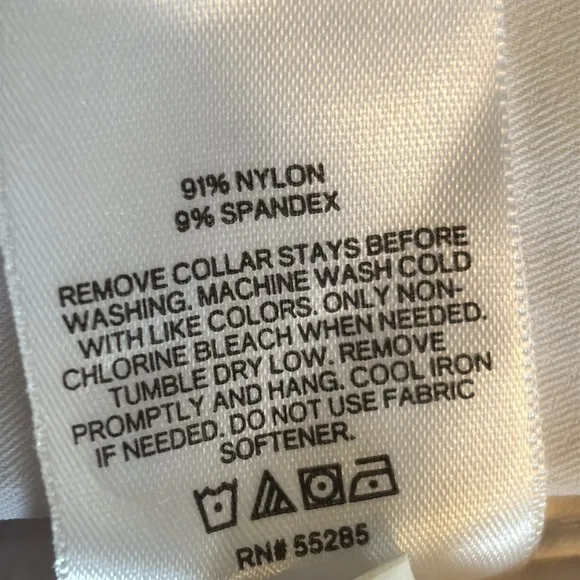 91% NYLON
9% SPANDEX
REMOVE COLLAR STAYS BEFORE
WASHING. MACHINE WASH COLD
WITH LIKE COLORS. ONLY NON-
CHLORINE BLEACH WHEN NEEDED.
TUMBLE DRY LOW. REMOVE
PROMPTLY AND HANG. COOL IRON
IF NEEDED. DO NOT USE FABRIC
SOFTENER.
RN# 55285